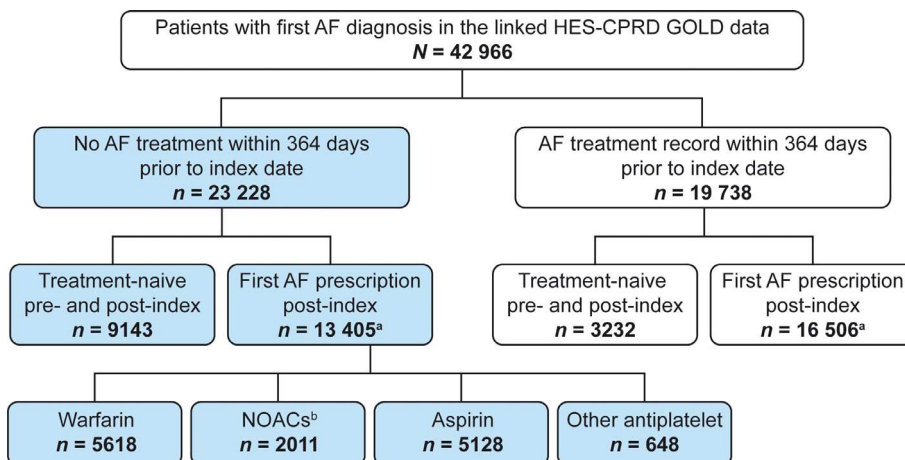 Patients with first AF diagnosis in the linked HES-CPRD GOLD data
N = 42 966
No AF treatment within 364 days
prior to index date
n = 23 228
AF treatment record within 364 days
prior to index date
n = 19 738
Treatment-naive
pre- and post-index
n = 9143
First AF prescription
post-index
n = 13 405ª
Treatment-naive
pre- and post-index
n = 3232
First AF prescription
post-index
n = 16 506ª
Warfarin
n = 5618
NOACsᵇ
n = 2011
Aspirin
n = 5128
Other antiplatelet
n = 648